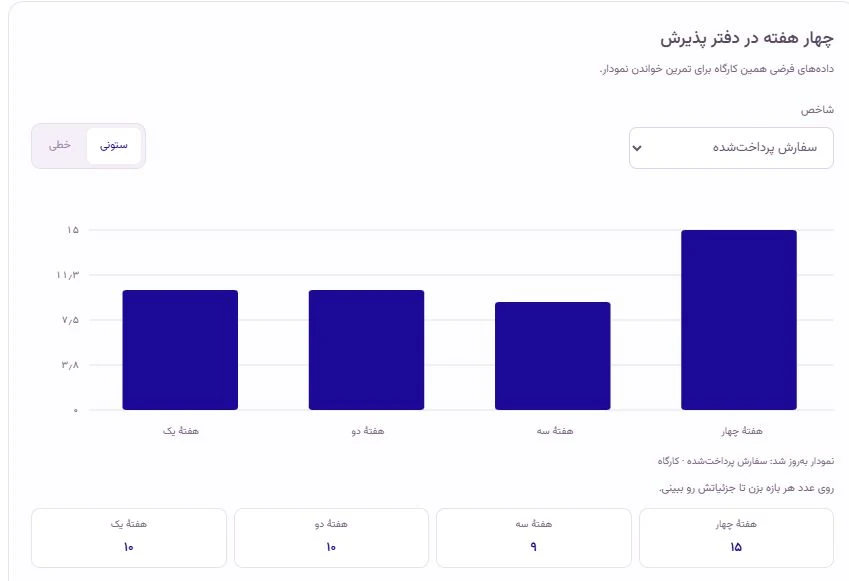 چهار هفته در دفتر پذیرش
داده‌های فرضی همین کارگاه برای تمرین خواندن نمودار.
شاخص
سفارش پرداخت‌شده
ستونی
خطی
۱۵
۱۱٫۳
۷٫۵
۳٫۸
۰
هفتهٔ یک
هفتهٔ دو
هفتهٔ سه
هفتهٔ چهار
نمودار به‌روز شد: سفارش پرداخت‌شده · کارگاه
روی عدد هر بازه بزن تا جزئیاتش رو ببینی.
هفتهٔ یک
۱۰
هفتهٔ دو
۱۰
هفتهٔ سه
۹
هفتهٔ چهار
۱۵